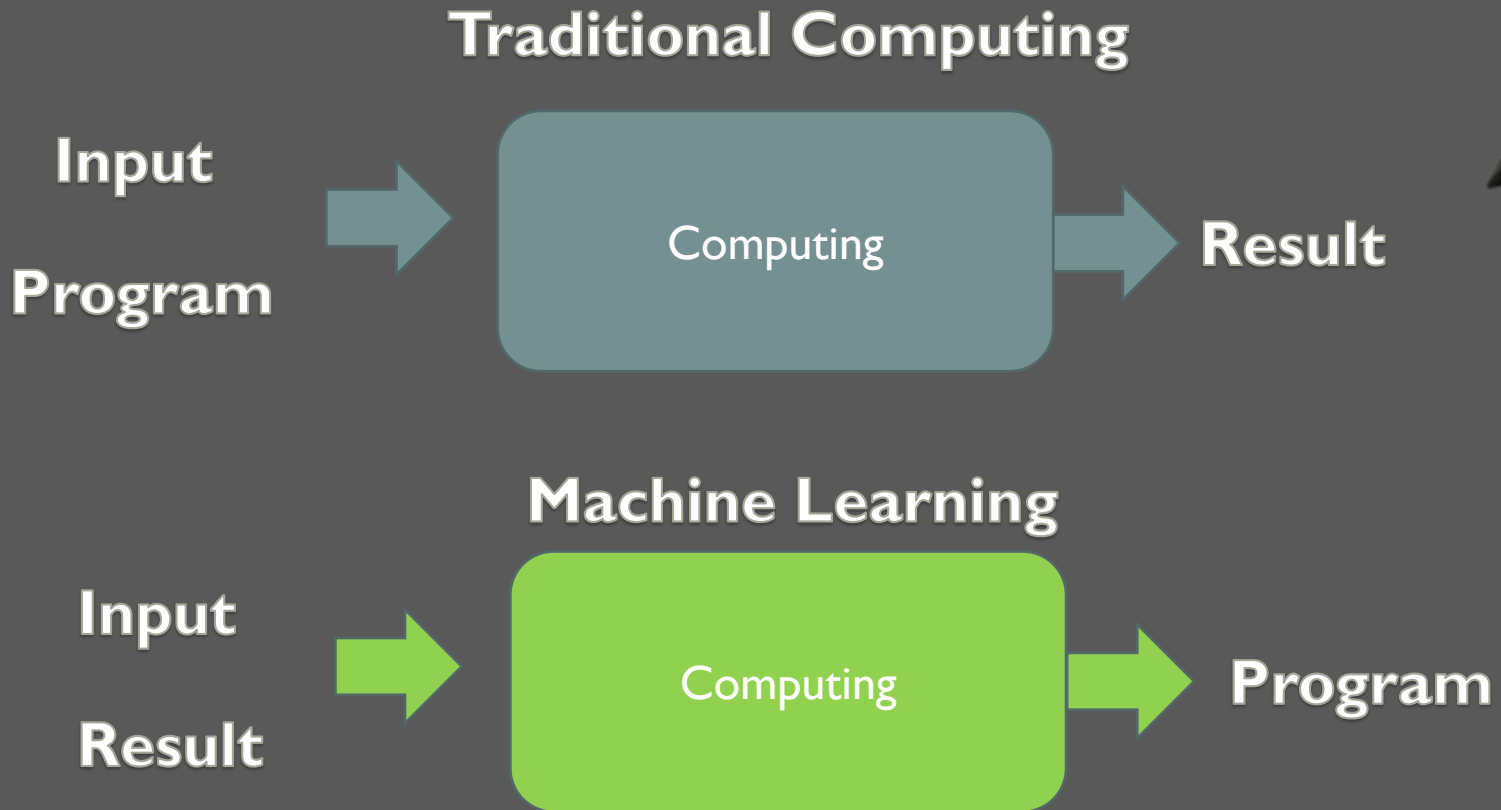 Traditional Computing
Input
Program
Computing
Result
Machine Learning
Input
Result
Computing
Program